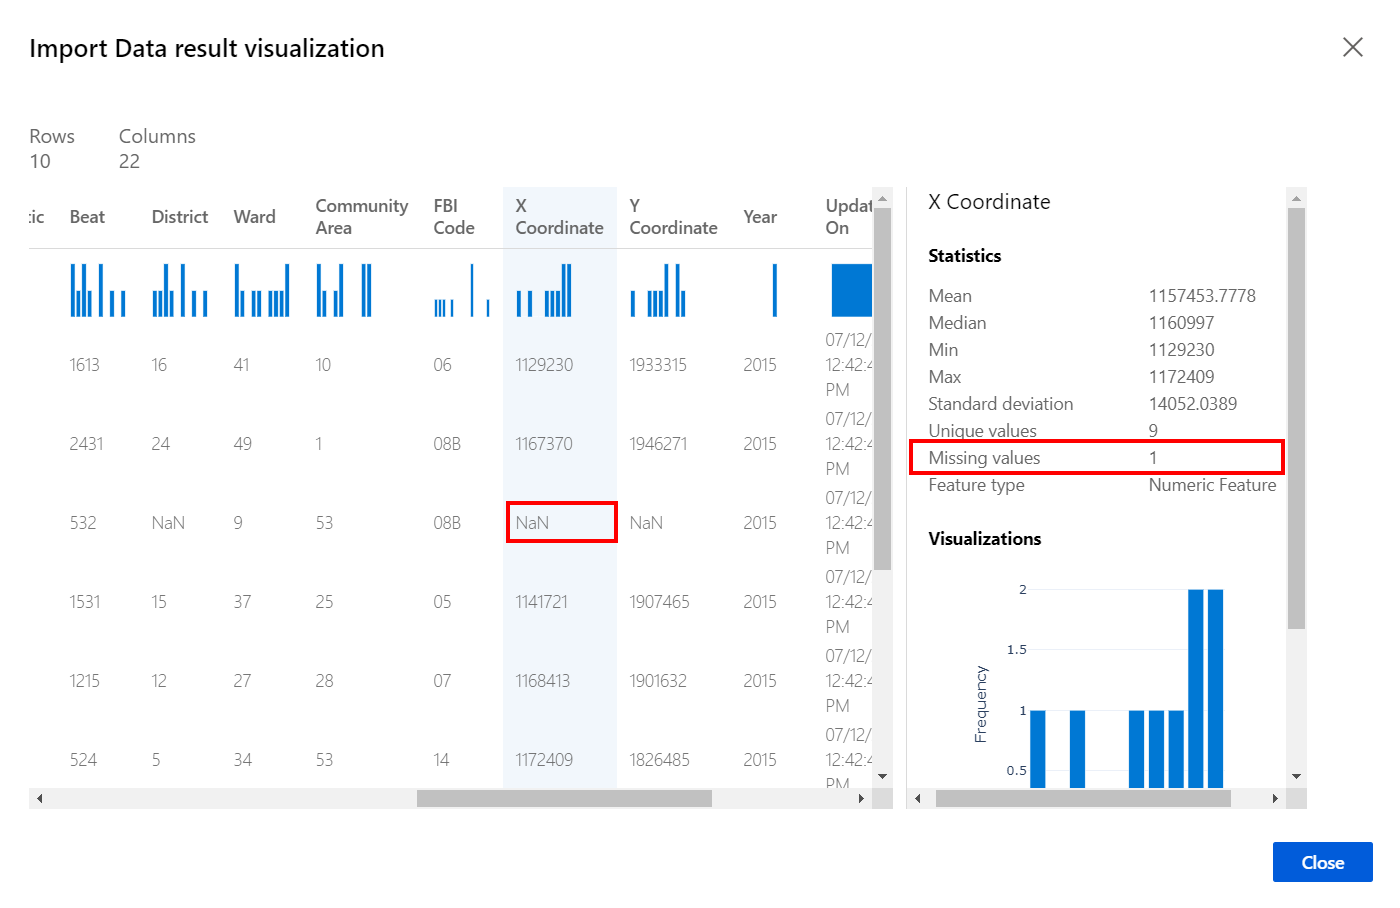 Import Data result visualization
Rows Columns
10 22
tic Beat District Ward Community Area FBI Code X Coordinate Y Coordinate Year Updat On
1613 16 41 10 06 1129230 1933315 2015 07/12/ 12:42:4 PM
2431 24 49 1 08B 1167370 1946271 2015 07/12/ 12:42:4 PM
532 NaN 9 53 08B NaN NaN 2015 07/12/ 12:42:4 PM
1531 15 37 25 05 1141721 1907465 2015 07/12/ 12:42:4 PM
1215 12 27 28 07 1168413 1901632 2015 07/12/ 12:42:4 PM
524 5 34 53 14 1172409 1826485 2015 07/12/ 12:42:4 PM
X Coordinate
Statistics
Mean 1157453.7778
Median 1160997
Min 1129230
Max 1172409
Standard deviation 14052.0389
Unique values 9
Missing values 1
Feature type Numeric Feature
Visualizations
2
1.5
1
0.5
Frequency
Close